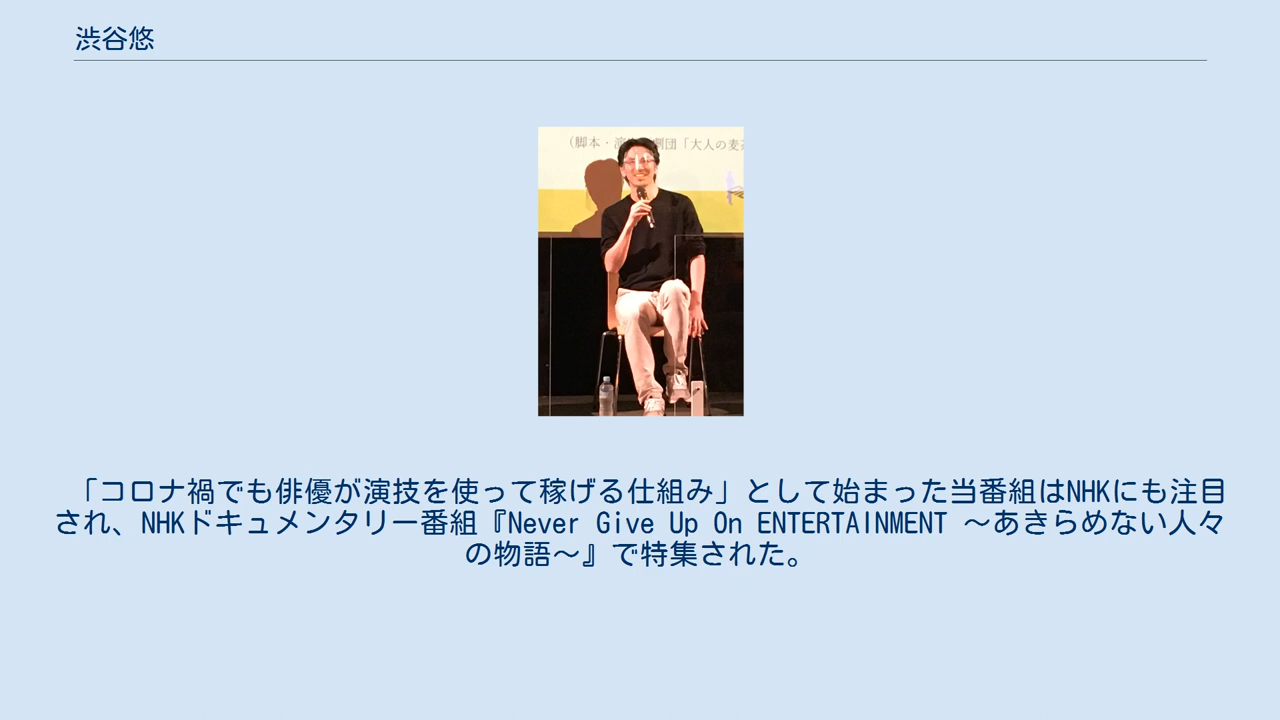 渋谷悠
（脚本・演 劇団「大人の麦
「コロナ禍でも俳優が演技を使って稼げる仕組み」として始まった当番組はNHKにも注目
され、NHKドキュメンタリー番組『Never Give Up On ENTERTAINMENT ～あきらめない人々
の物語～』で特集された。